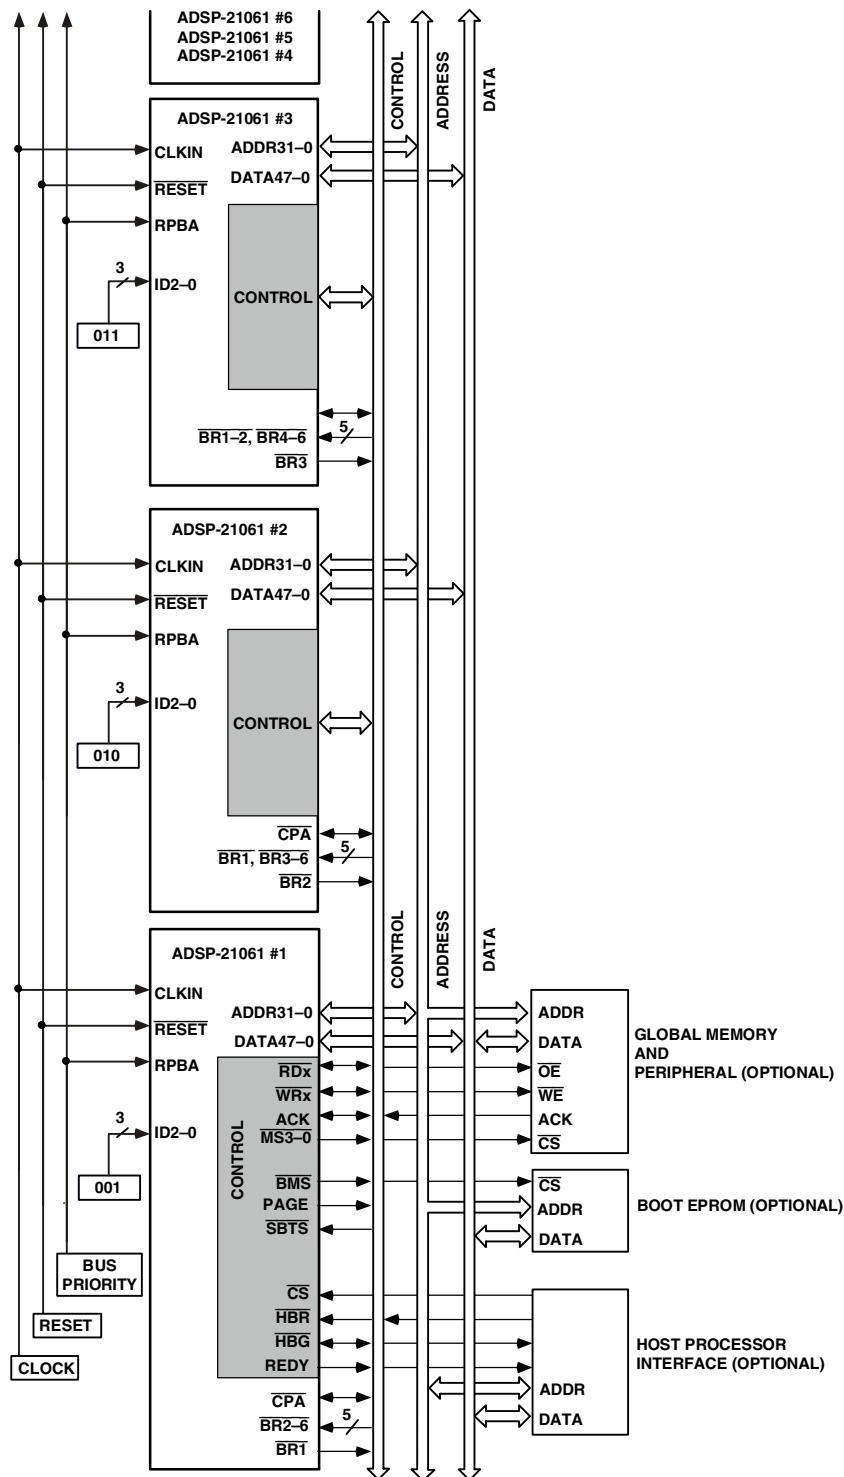 ADSP-21061 #6
ADSP-21061 #5
ADSP-21061 #4
CONTROL
ADDRESS
DATA
ADSP-21061 #3
CLKIN
ADDR31–0
RESET
DATA47–0
RPBA
3
ID2–0
CONTROL
011
BR1–2, BR4–6
5
BR3
ADSP-21061 #2
CLKIN
ADDR31–0
RESET
DATA47–0
RPBA
3
ID2–0
CONTROL
010
CPA
BR1, BR3–6
5
BR2
CONTROL
ADDRESS
DATA
ADSP-21061 #1
CLKIN
ADDR31–0
RESET
DATA47–0
RPBA
3
ID2–0
001
CONTROL
RDx
WRx
ACK
MS3–0
BMS
PAGE
SBTS
CS
HBR
HBG
REDY
CPA
BR2–6
5
BR1
ADDR
DATA
OE
WE
ACK
CS
GLOBAL MEMORY
AND
PERIPHERAL (OPTIONAL)
CS
ADDR
DATA
BOOT EPROM (OPTIONAL)
ADDR
DATA
HOST PROCESSOR
INTERFACE (OPTIONAL)
BUS
PRIORITY
RESET
CLOCK